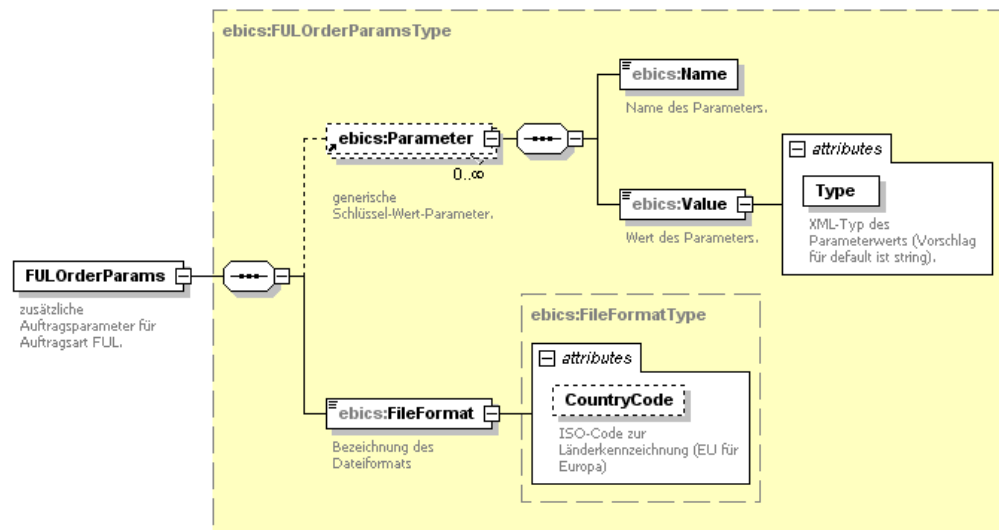 ebics:FULOrderParamsType
ebics:Name
Name des Parameters.
ebics:Parameter
0..∞
generische
Schlüssel-Wert-Parameter.
attributes
Type
XML-Typ des
Parameterwerts (Vorschlag
für default ist string).
ebics:Value
Wert des Parameters.
FULOrderParams
zusätzliche
Auftragsparameter für
Auftragsart FUL.
ebics:FileFormatType
attributes
CountryCode
ISO-Code zur
Länderkennzeichnung (EU für
Europa)
ebics:FileFormat
Bezeichnung des
Dateiformats